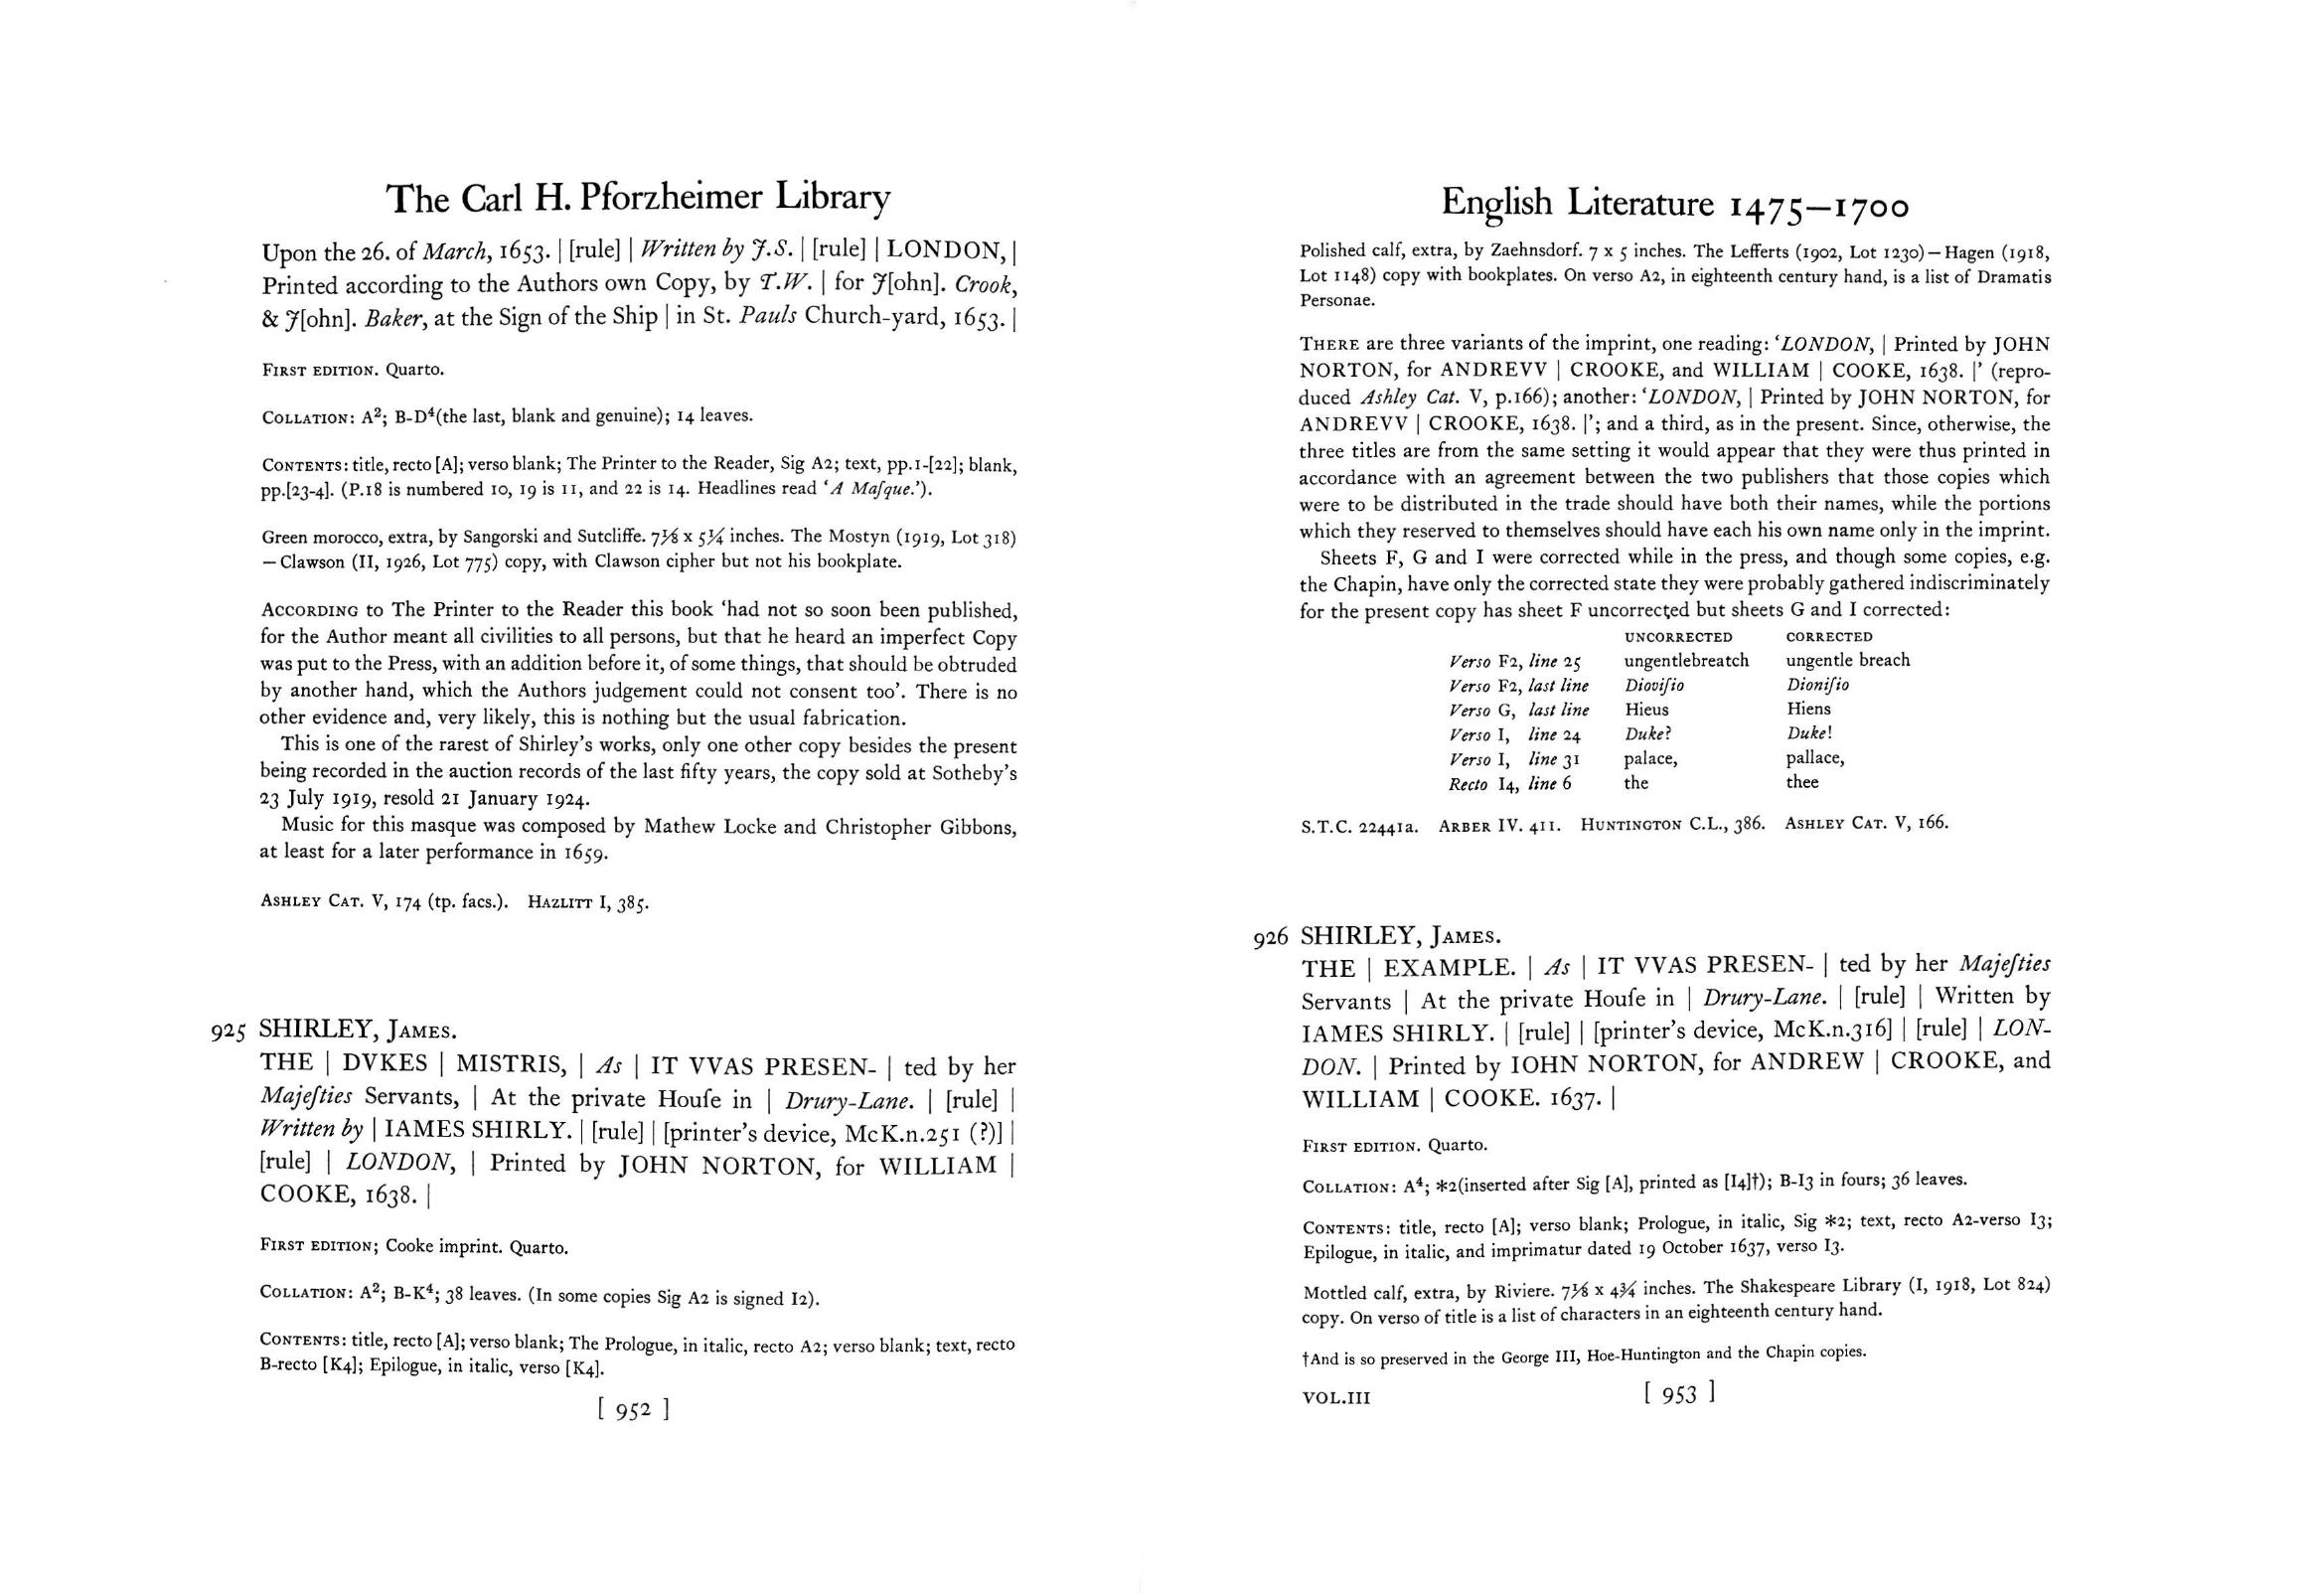 The Carl H. Pforzheimer Library
Upon the 26. of March, 1653. | [rule] | Written by J.S. | [rule] | LONDON, |
Printed according to the Authors own Copy, by T.W. | for J[ohn]. Crook,
& J[ohn]. Baker, at the Sign of the Ship | in St. Pauls Church-yard, 1653. |
FIRST EDITION. Quarto.
COLLATION: A²; B-D⁴(the last, blank and genuine); 14 leaves.
CONTENTS: title, recto [A]; verso blank; The Printer to the Reader, Sig A2; text, pp.1-[22]; blank,
pp.[23-4]. (P.18 is numbered 10, 19 is 11, and 22 is 14. Headlines read ‘A Maſque.’).
Green morocco, extra, by Sangorski and Sutcliffe. 7⅛ x 5¼ inches. The Mostyn (1919, Lot 318)
—Clawson (II, 1926, Lot 775) copy, with Clawson cipher but not his bookplate.
ACCORDING to The Printer to the Reader this book ‘had not so soon been published,
for the Author meant all civilities to all persons, but that he heard an imperfect Copy
was put to the Press, with an addition before it, of some things, that should be obtruded
by another hand, which the Authors judgement could not consent too’. There is no
other evidence and, very likely, this is nothing but the usual fabrication.
This is one of the rarest of Shirley’s works, only one other copy besides the present
being recorded in the auction records of the last fifty years, the copy sold at Sotheby’s
23 July 1919, resold 21 January 1924.
Music for this masque was composed by Mathew Locke and Christopher Gibbons,
at least for a later performance in 1659.
ASHLEY CAT. V, 174 (tp. facs.). HAZLITT I, 385.
925 SHIRLEY, JAMES.
THE | DVKES | MISTRIS, | As | IT VVAS PRESEN- | ted by her
Majeſties Servants, | At the private Houſe in | Drury-Lane. | [rule] |
Written by | IAMES SHIRLY. | [rule] | [printer’s device, McK.n.251 (?)] |
[rule] | LONDON, | Printed by JOHN NORTON, for WILLIAM |
COOKE, 1638. |
FIRST EDITION; Cooke imprint. Quarto.
COLLATION: A²; B-K⁴; 38 leaves. (In some copies Sig A2 is signed I2).
CONTENTS: title, recto [A]; verso blank; The Prologue, in italic, recto A2; verso blank; text, recto
B-recto [K4]; Epilogue, in italic, verso [K4].
[ 952 ]
English Literature 1475—1700
Polished calf, extra, by Zaehnsdorf. 7 x 5 inches. The Lefferts (1902, Lot 1230)—Hagen (1918,
Lot 1148) copy with bookplates. On verso A2, in eighteenth century hand, is a list of Dramatis
Personae.
THERE are three variants of the imprint, one reading: ‘LONDON, | Printed by JOHN
NORTON, for ANDREVV | CROOKE, and WILLIAM | COOKE, 1638. |’ (repro-
duced Ashley Cat. V, p.166); another: ‘LONDON, | Printed by JOHN NORTON, for
ANDREVV | CROOKE, 1638. |’; and a third, as in the present. Since, otherwise, the
three titles are from the same setting it would appear that they were thus printed in
accordance with an agreement between the two publishers that those copies which
were to be distributed in the trade should have both their names, while the portions
which they reserved to themselves should have each his own name only in the imprint.
Sheets F, G and I were corrected while in the press, and though some copies, e.g.
the Chapin, have only the corrected state they were probably gathered indiscriminately
for the present copy has sheet F uncorrected but sheets G and I corrected:
UNCORRECTED CORRECTED
Verso F2, line 25 ungentlebreatch ungentle breach
Verso F2, last line Dioviſio Dioniſio
Verso G, last line Hieus Hiens
Verso I, line 24 Duke? Duke!
Verso I, line 31 palace, pallace,
Recto I4, line 6 the thee
S.T.C. 22441a. ARBER IV. 411. HUNTINGTON C.L., 386. ASHLEY CAT. V, 166.
926 SHIRLEY, JAMES.
THE | EXAMPLE. | As | IT VVAS PRESEN- | ted by her Majeſties
Servants | At the private Houſe in | Drury-Lane. | [rule] | Written by
IAMES SHIRLY. | [rule] | [printer’s device, McK.n.316] | [rule] | LON-
DON. | Printed by IOHN NORTON, for ANDREW | CROOKE, and
WILLIAM | COOKE. 1637. |
FIRST EDITION. Quarto.
COLLATION: A⁴; *2(inserted after Sig [A], printed as [I4]†); B-I3 in fours; 36 leaves.
CONTENTS: title, recto [A]; verso blank; Prologue, in italic, Sig *2; text, recto A2-verso I3;
Epilogue, in italic, and imprimatur dated 19 October 1637, verso I3.
Mottled calf, extra, by Riviere. 7⅛ x 4¾ inches. The Shakespeare Library (I, 1918, Lot 824)
copy. On verso of title is a list of characters in an eighteenth century hand.
†And is so preserved in the George III, Hoe-Huntington and the Chapin copies.
VOL.III [ 953 ]